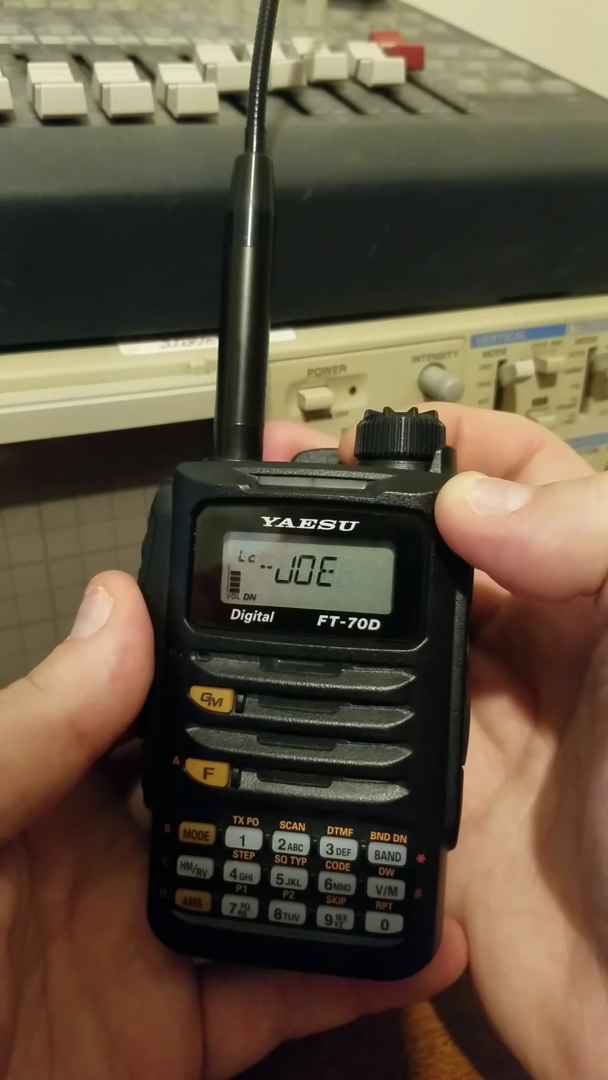 VERTICAL
MODE
POWER
INTENSITY
MODE
YAESU
Lc --JOE
VOL DN
Digital FT-70D
GM
A F
TX PO SCAN DTMF BND DN
B MODE 1 2ABC 3DEF BAND *
STEP SQ TYP CODE DW
C HM/RV 4GHI 5JKL 6MNO V/M #
P1 P2 SKIP RPT
D AMS 7PQRS 8TUV 9WXYZ 0